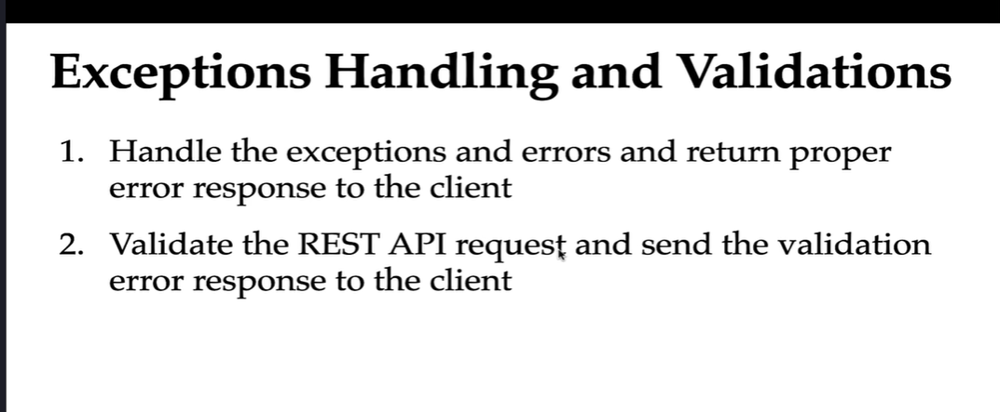 Exceptions Handling and Validations
1. Handle the exceptions and errors and return proper
error response to the client
2. Validate the REST API request and send the validation
error response to the client